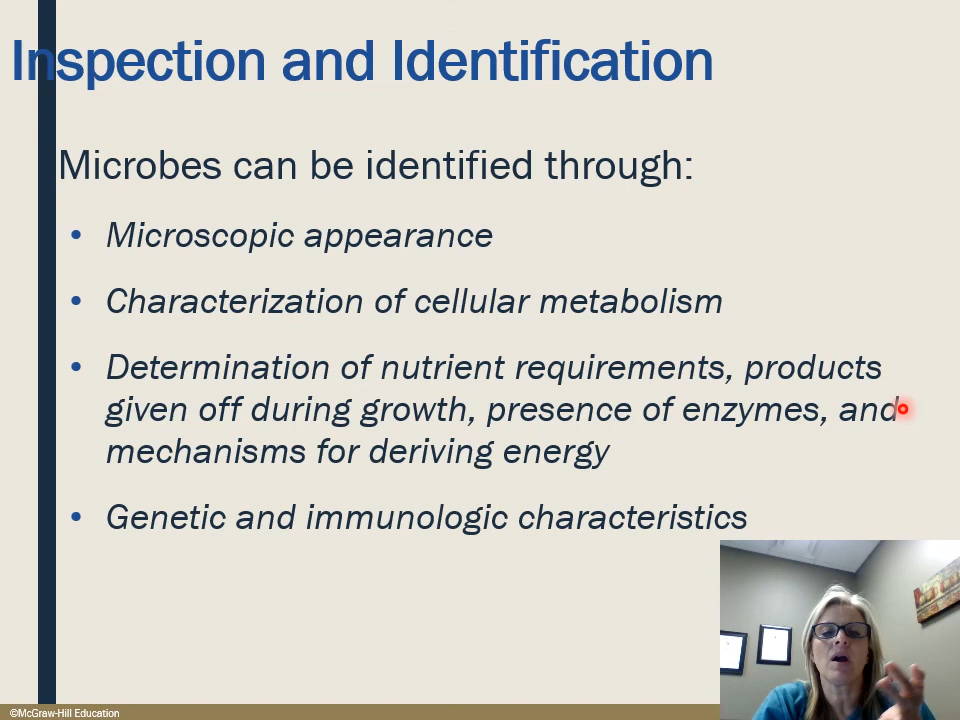 Inspection and Identification
Microbes can be identified through:
• Microscopic appearance
• Characterization of cellular metabolism
• Determination of nutrient requirements, products
given off during growth, presence of enzymes, and
mechanisms for deriving energy
• Genetic and immunologic characteristics
©McGraw-Hill Education